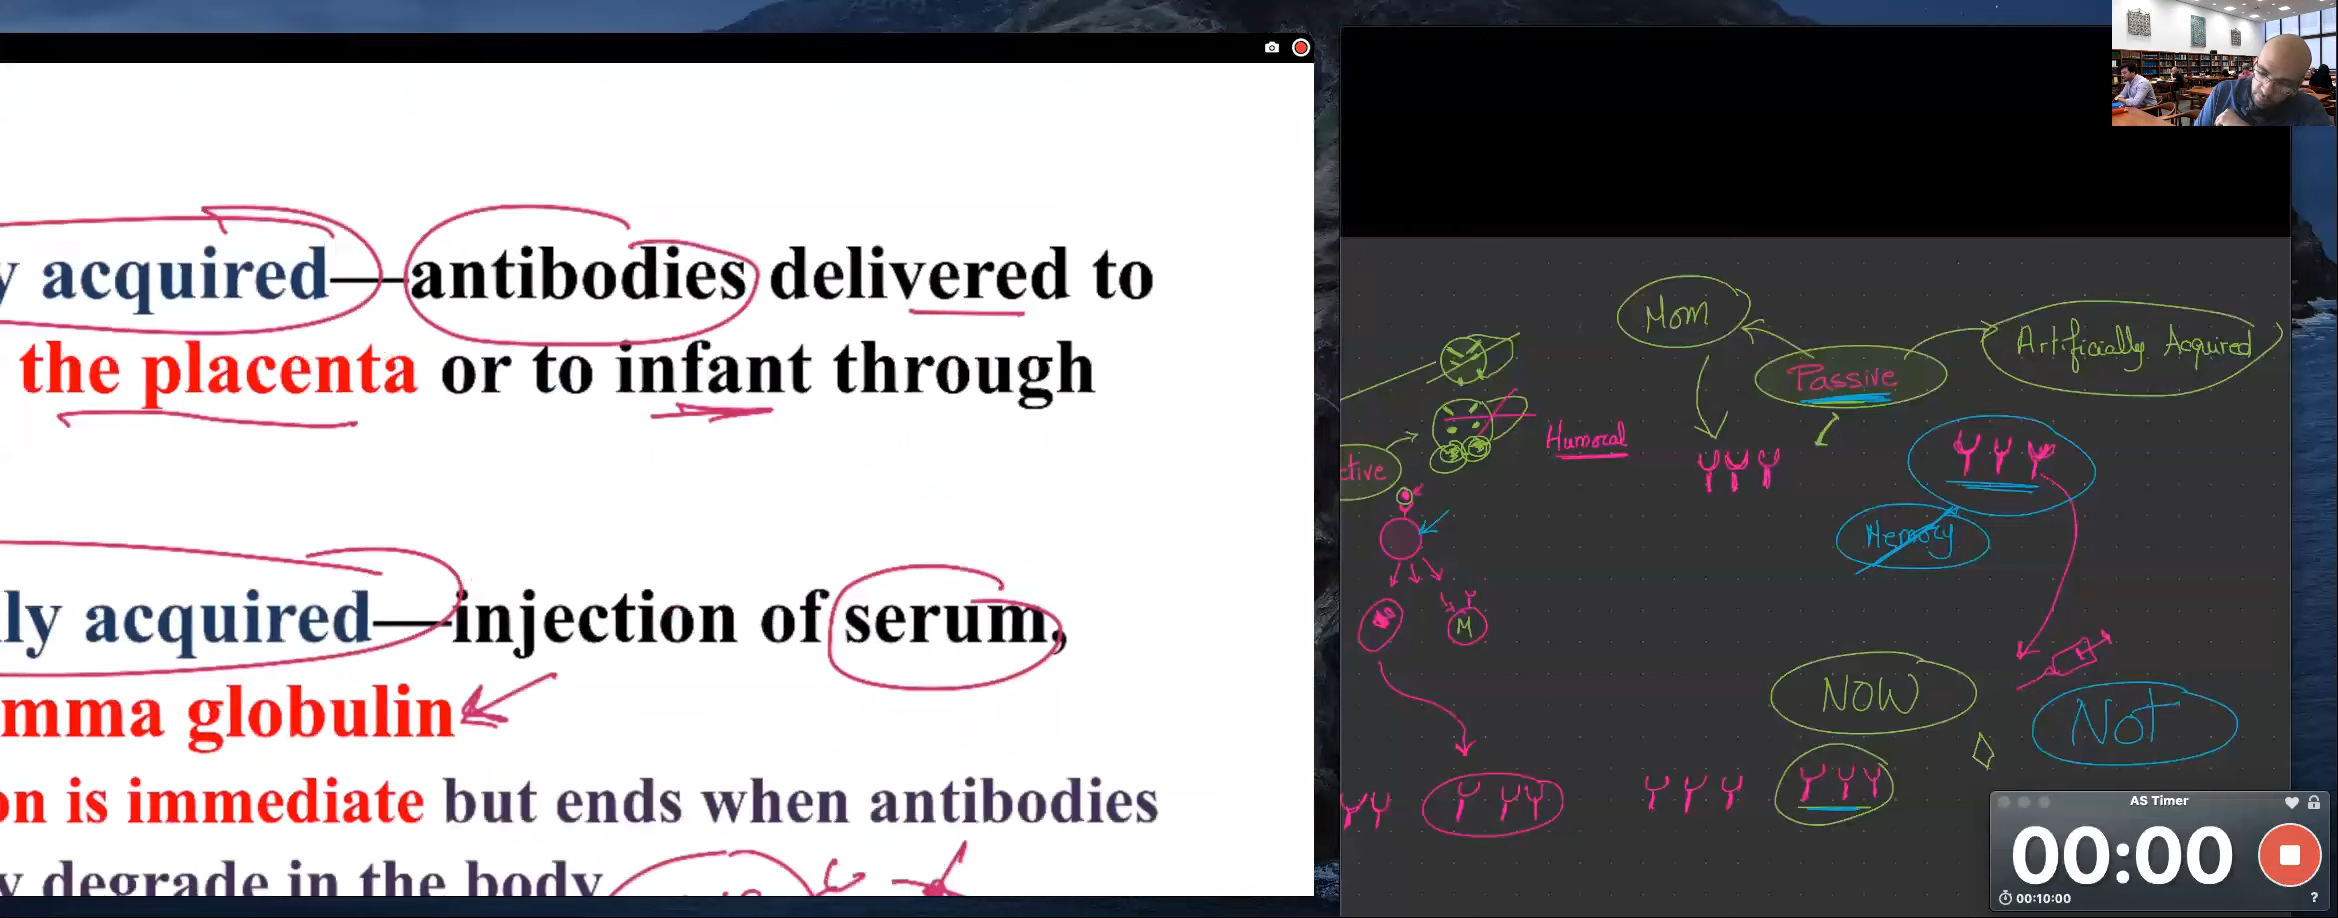 y acquired—antibodies delivered to
the placenta or to infant through
lly acquired—injection of serum,
mma globulin
on is immediate but ends when antibodies
y degrade in the body
Mom
Artificially Acquired
Passive
Humoral
ctive
Memory
M
NOW
Not
AS Timer
00:00
00:10:00
?